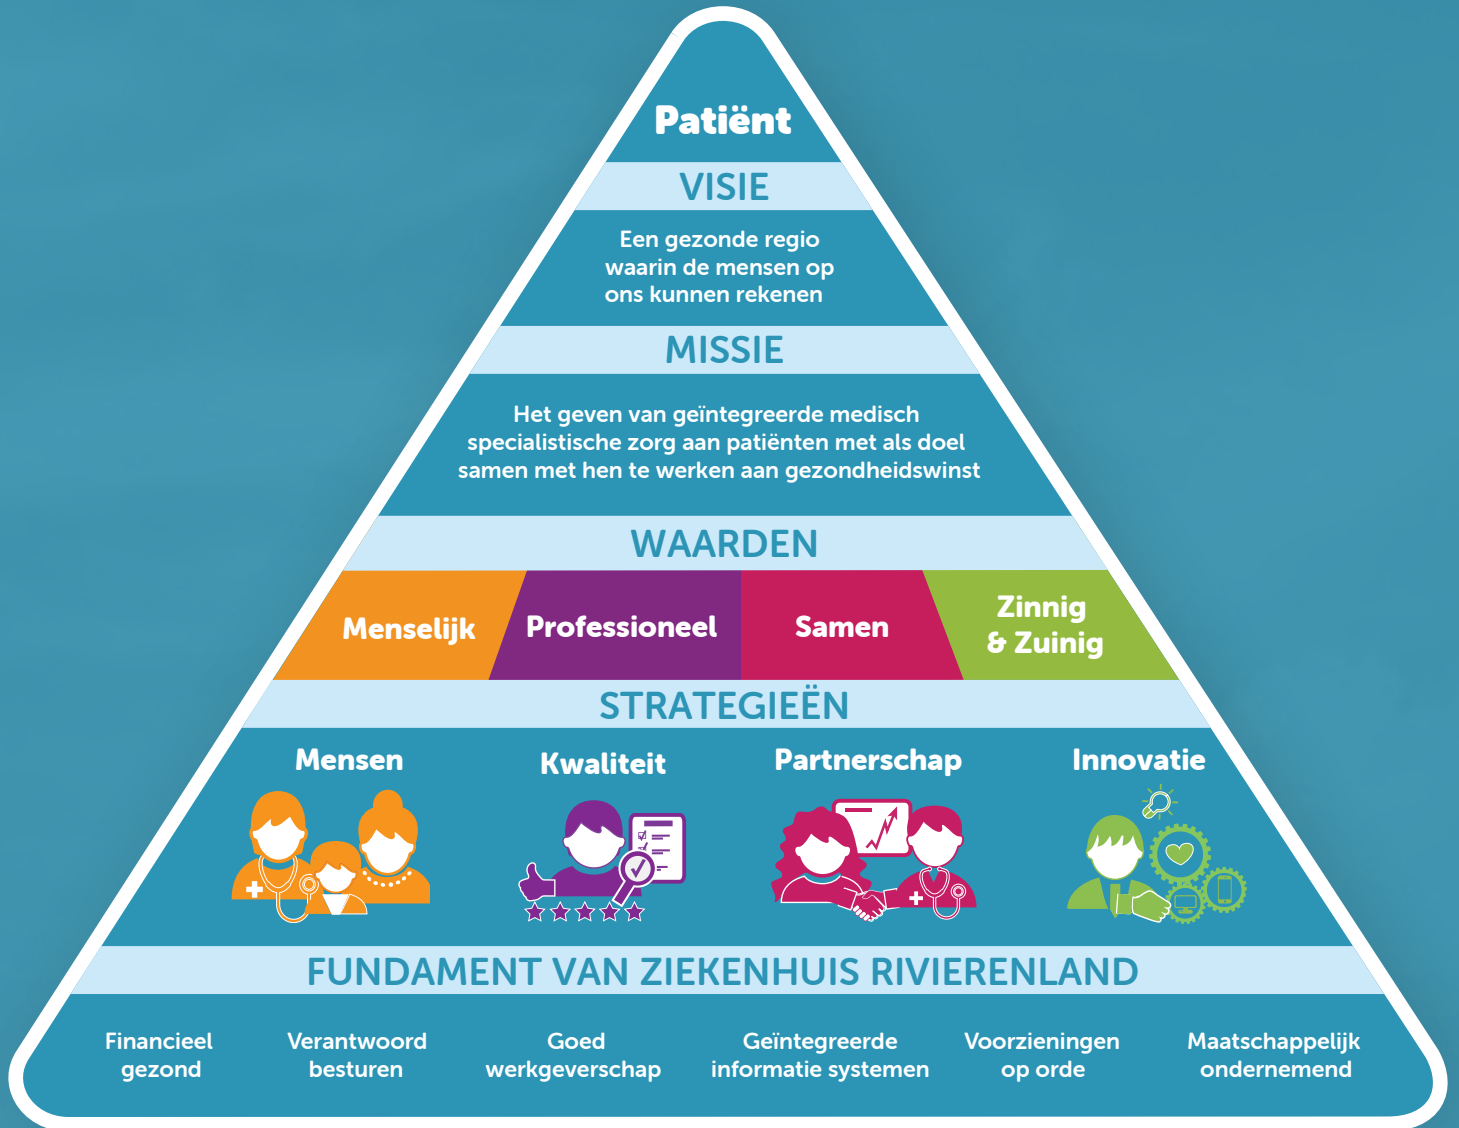 Patiënt
VISIE
Een gezonde regio
waarin de mensen op
ons kunnen rekenen
MISSIE
Het geven van geïntegreerde medisch
specialistische zorg aan patiënten met als doel
samen met hen te werken aan gezondheidswinst
WAARDEN
Menselijk
Professioneel
Samen
Zinnig
& Zuinig
STRATEGIEËN
Mensen
Kwaliteit
Partnerschap
Innovatie
FUNDAMENT VAN ZIEKENHUIS RIVIERENLAND
Financieel
gezond
Verantwoord
besturen
Goed
werkgeverschap
Geïntegreerde
informatie systemen
Voorzieningen
op orde
Maatschappelijk
ondernemend